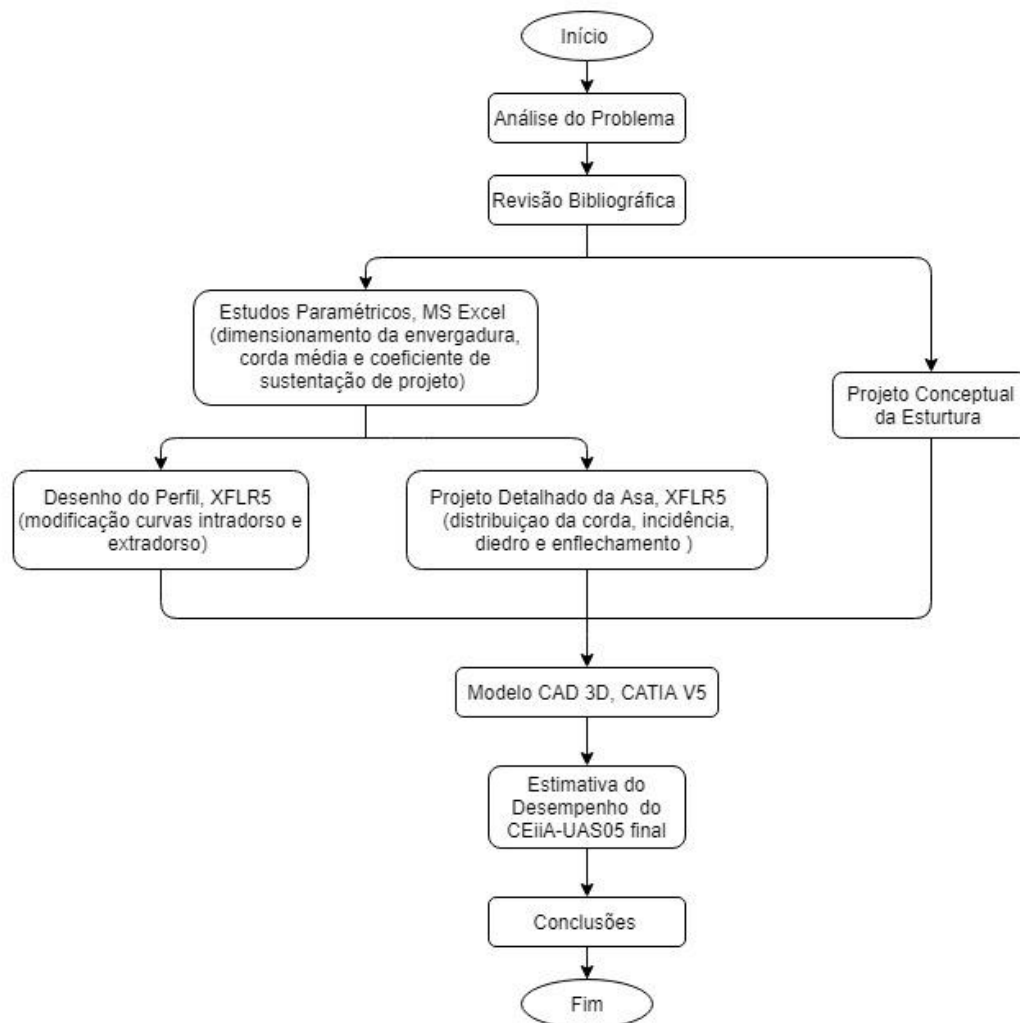 Início
Análise do Problema
Revisão Bibliográfica
Estudos Paramétricos, MS Excel
(dimensionamento da envergadura,
corda média e coeficiente de
sustentação de projeto)
Projeto Conceptual
da Esturtura
Desenho do Perfil, XFLR5
(modificação curvas intradorso e
extradorso)
Projeto Detalhado da Asa, XFLR5
(distribuiçao da corda, incidência,
diedro e enflechamento )
Modelo CAD 3D, CATIA V5
Estimativa do
Desempenho do
CEiiA-UAS05 final
Conclusões
Fim